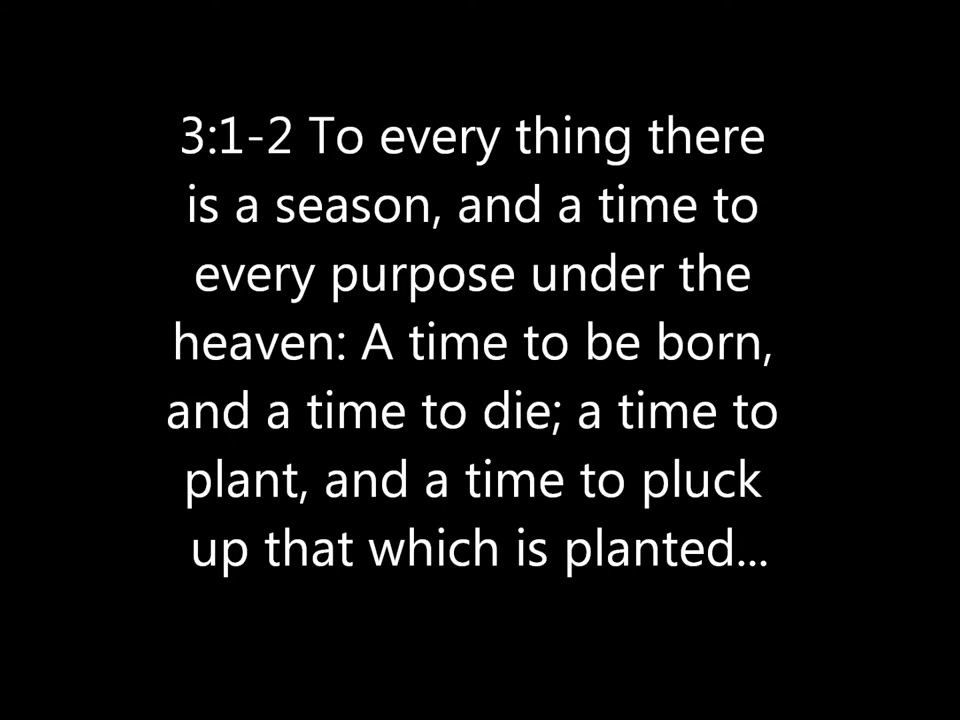 3:1-2 To every thing there
is a season, and a time to
every purpose under the
heaven: A time to be born,
and a time to die; a time to
plant, and a time to pluck
up that which is planted...